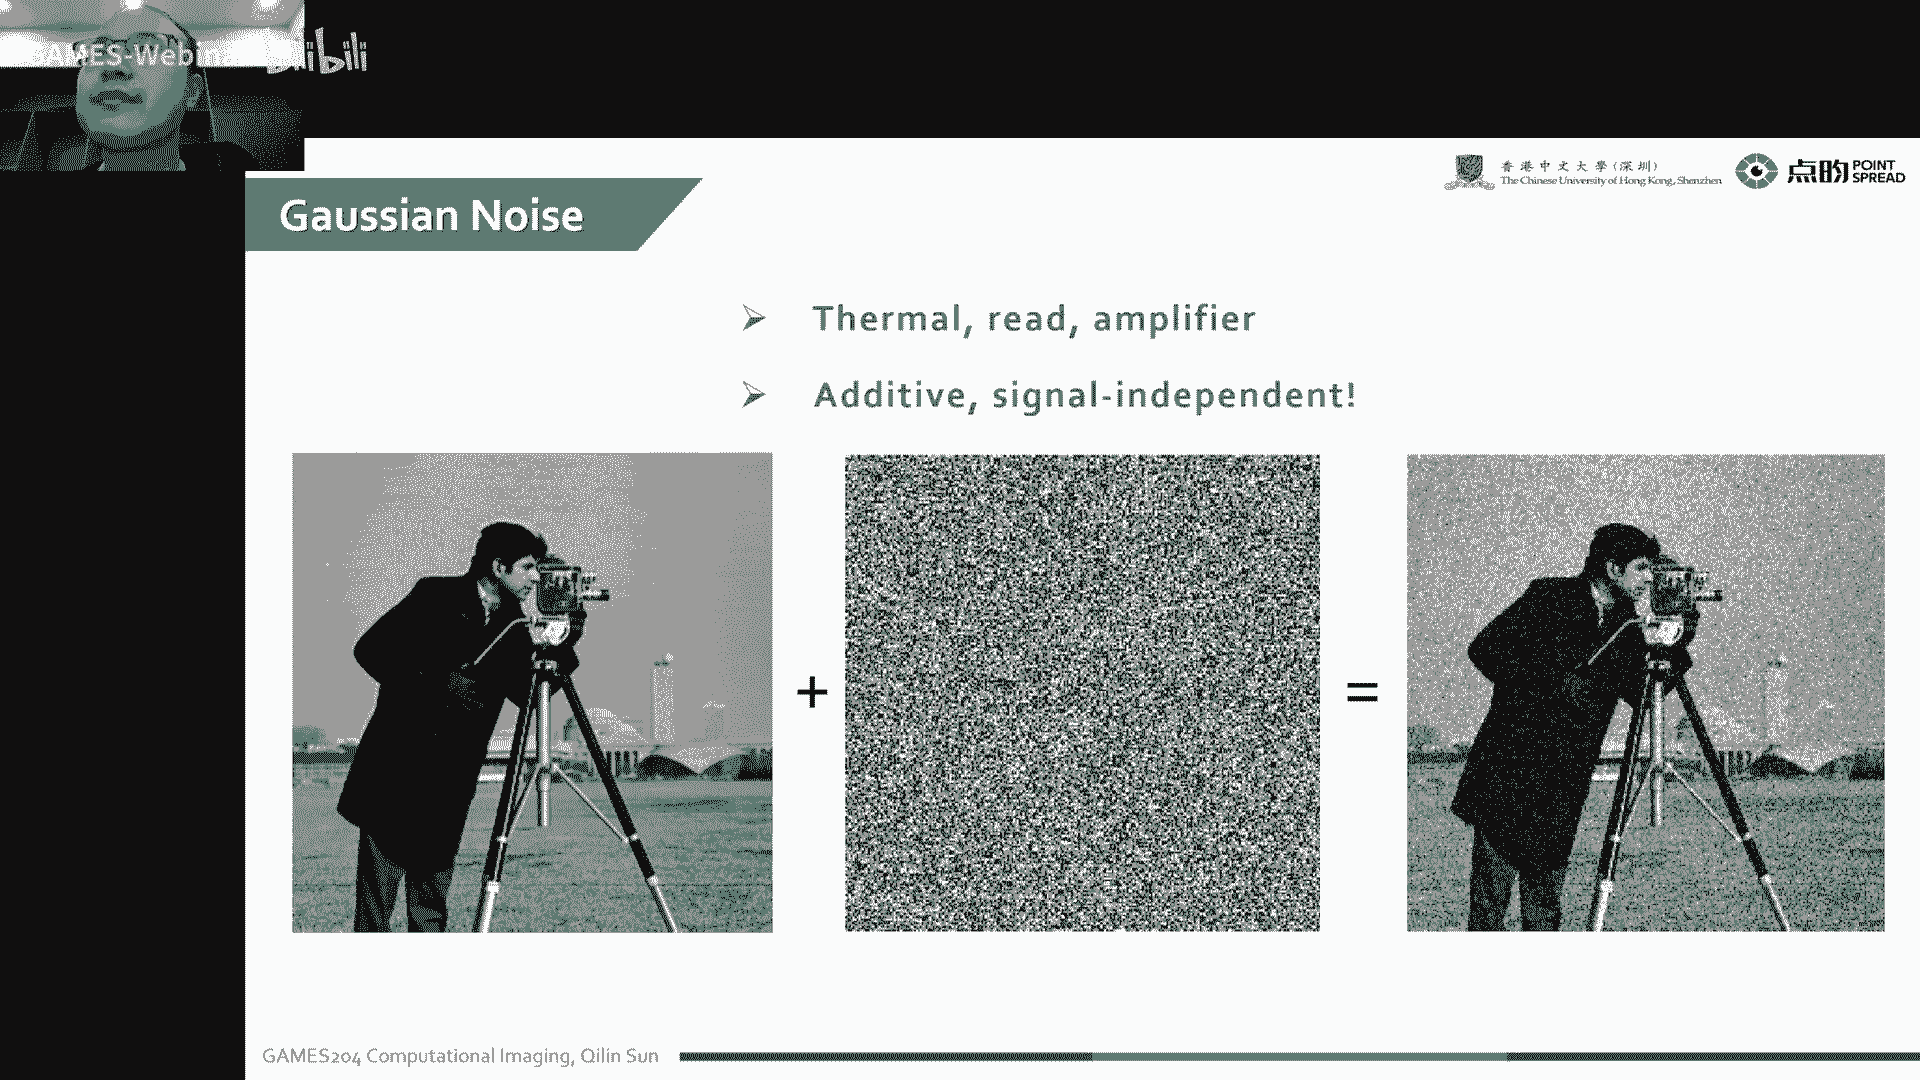 GAMES-Webin
bilibili
香港中文大學(深圳)
The Chinese University of Hong Kong, Shenzhen
点昀
POINT
SPREAD
Gaussian Noise
Thermal, read, amplifier
Additive, signal-independent!
+
=
GAMES204 Computational Imaging, Qilin Sun